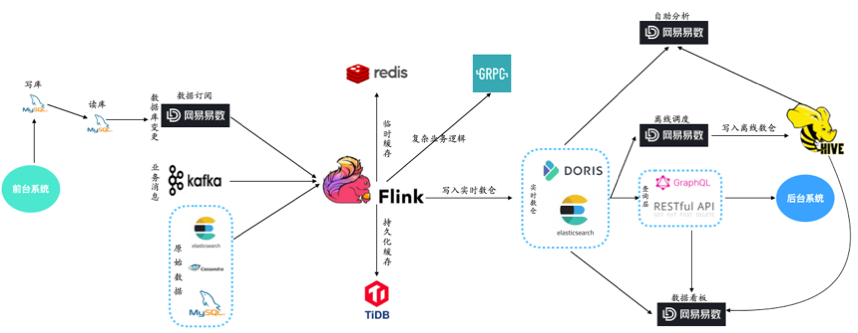 自助分析
网易易数
redis
GRPC
写库
MySQL
读库
MySQL
数据库变更
数据订阅
网易易数
临时缓存
复杂业务逻辑
离线调度
网易易数
写入离线数仓
HIVE
前台系统
业务消息
kafka
Flink
写入实时数仓
实时数仓
DORIS
elasticsearch
查询层
GraphQL
RESTful API
GET PUT POST DELETE
后台系统
原始数据
elasticsearch
Cassandra
MySQL
持久化缓存
TiDB
数据看板
网易易数